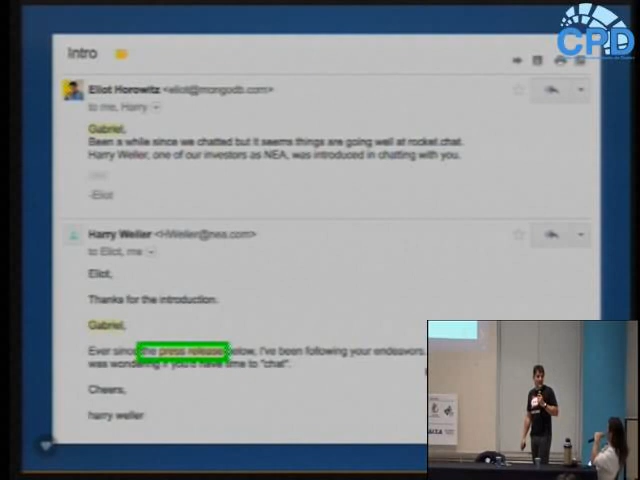 CPD
Intro
Eliot Horowitz <eliot@mongodb.com>
to me, Harry
Gabriel,
Been a while since we chatted but it seems things are going well at rocket.chat.
Harry Weller, one of our investors as NEA, was introduced in chatting with you.
-Eliot
Harry Weller <HWeller@nea.com>
to Eliot, me
Eliot,
Thanks for the introduction.
Gabriel,
Ever since the press release below, I've been following your endeavors.
was wondering if you'd have time to "chat".
Cheers,
harry weller